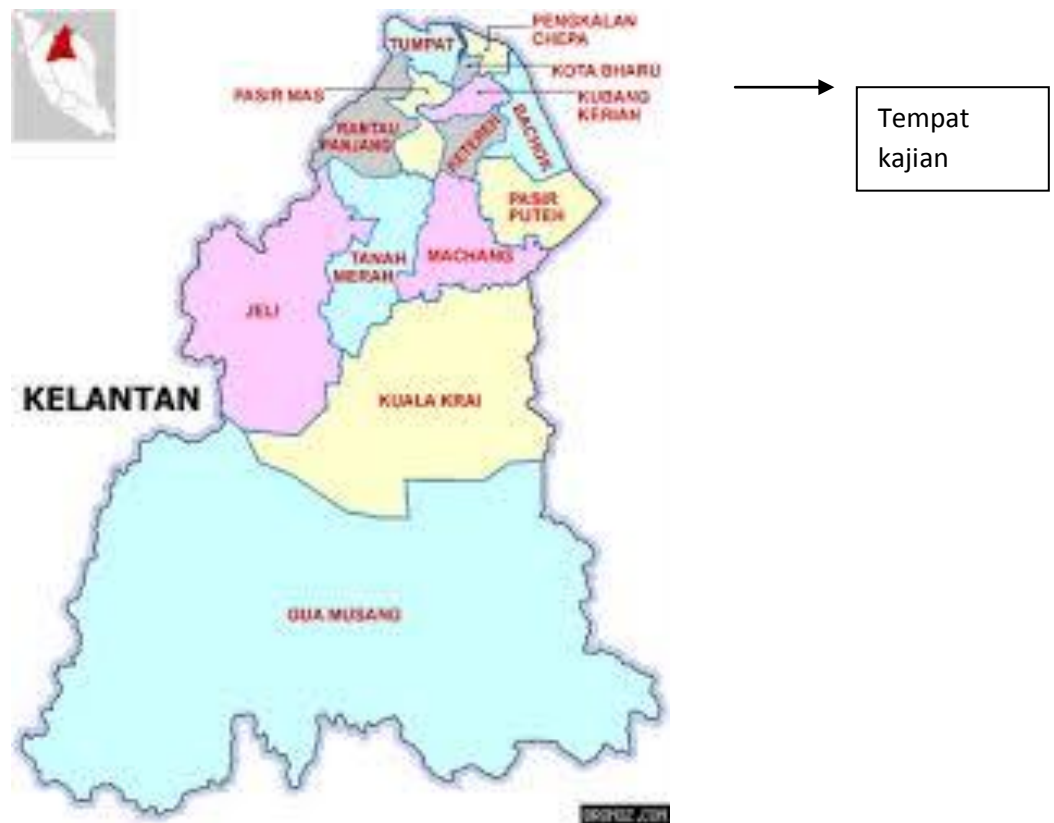 PENGKALAN
CHEPA
TUMPAT
KOTA BHARU
PASIR MAS
KUBANG
KERIAN
BACHOK
RANTAU
PANJANG
KETEREH
PASIR
PUTEH
TANAH
MERAH
MACHANG
JELI
KELANTAN
KUALA KRAI
GUA MUSANG
Tempat
kajian